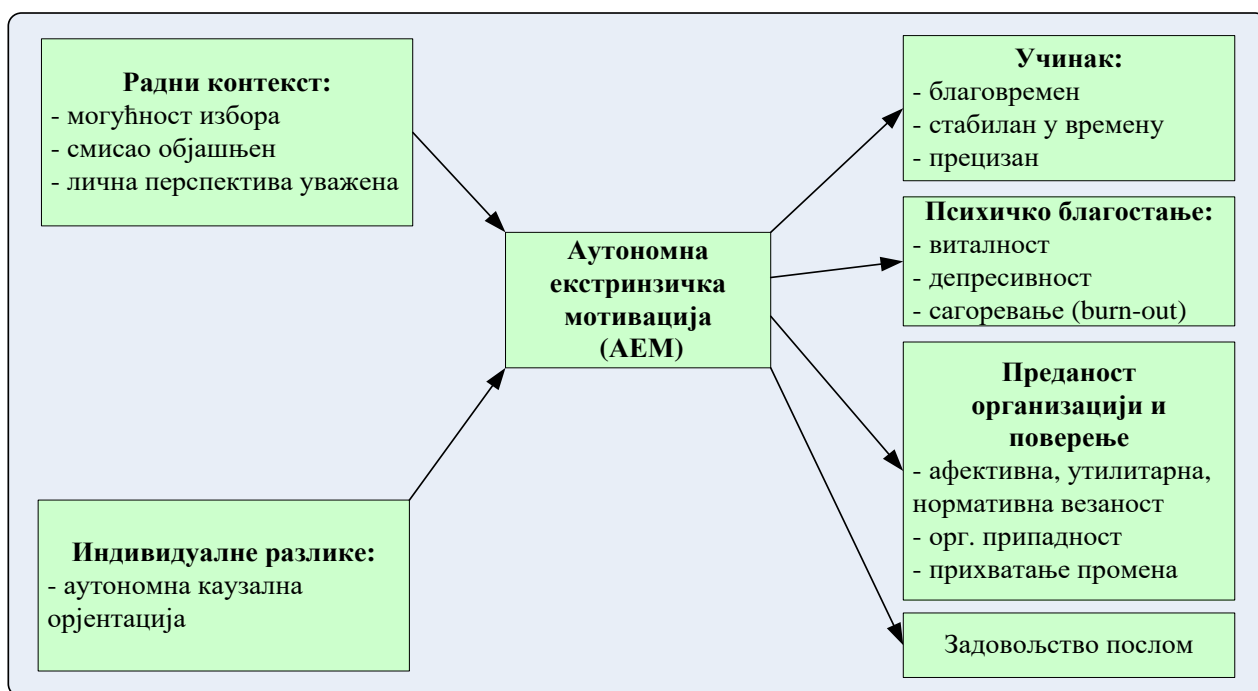 Радни контекст:
- могућност избора
- смисао објашњен
- лична перспектива уважена
Индивидуалне разлике:
- аутономна каузална
орјентација
Аутономна
екстринзичка
мотивација
(АЕМ)
Учинак:
- благовремен
- стабилан у времену
- прецизан
Психичко благостање:
- виталност
- депресивност
- сагоревање (burn-out)
Преданост
организацији и
поверење
- афективна, утилитарна,
нормативна везаност
- орг. припадност
- прихватање промена
Задовољство послом